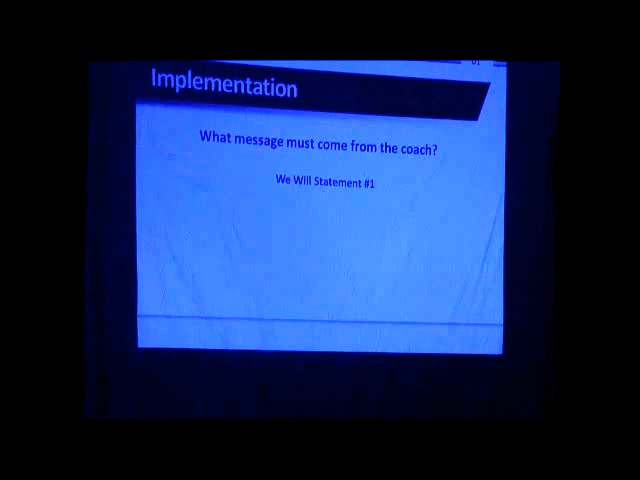 Implementation
What message must come from the coach?
We Will Statement #1